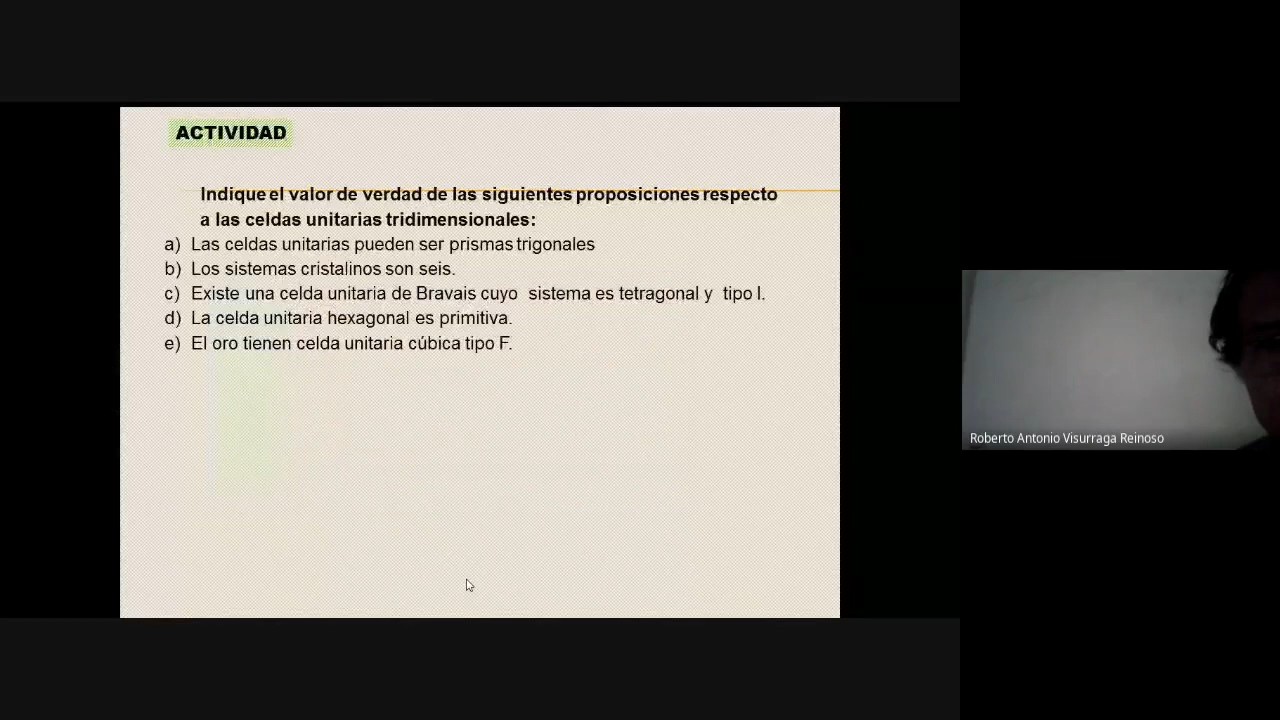 ACTIVIDAD
Indique el valor de verdad de las siguientes proposiciones respecto
a las celdas unitarias tridimensionales:
a) Las celdas unitarias pueden ser prismas trigonales
b) Los sistemas cristalinos son seis.
c) Existe una celda unitaria de Bravais cuyo sistema es tetragonal y tipo I.
d) La celda unitaria hexagonal es primitiva.
e) El oro tienen celda unitaria cúbica tipo F.
Roberto Antonio Visurraga Reinoso